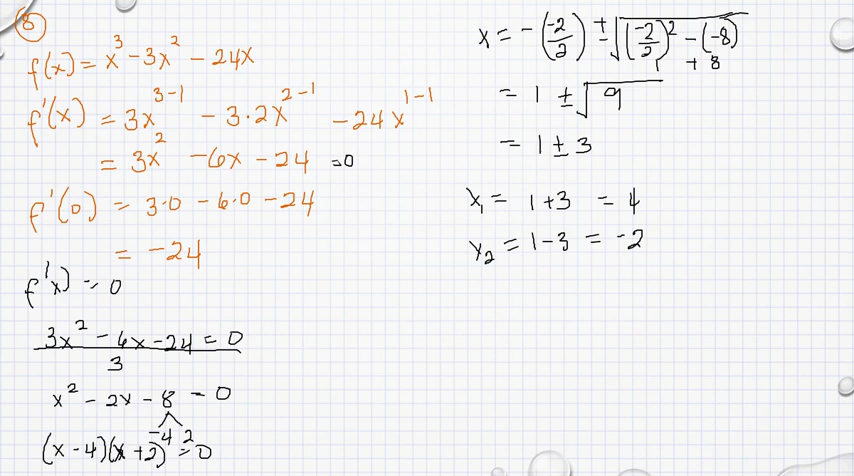 8
f(x) = x³ - 3x² - 24x
f'(x) = 3x³⁻¹ - 3·2x²⁻¹ - 24x¹⁻¹
= 3x² - 6x - 24 = 0
f'(0) = 3·0 - 6·0 - 24
= -24
f'x) = 0
3x² - 6x - 24 = 0
3
x² - 2x - 8 = 0
-4 2
(x - 4)(x + 2) = 0
x = -(-2/2) ± √((-2/2)² - (-8))
1 + 8
= 1 ± √9
= 1 ± 3
x₁ = 1+3 = 4
x₂ = 1-3 = -2